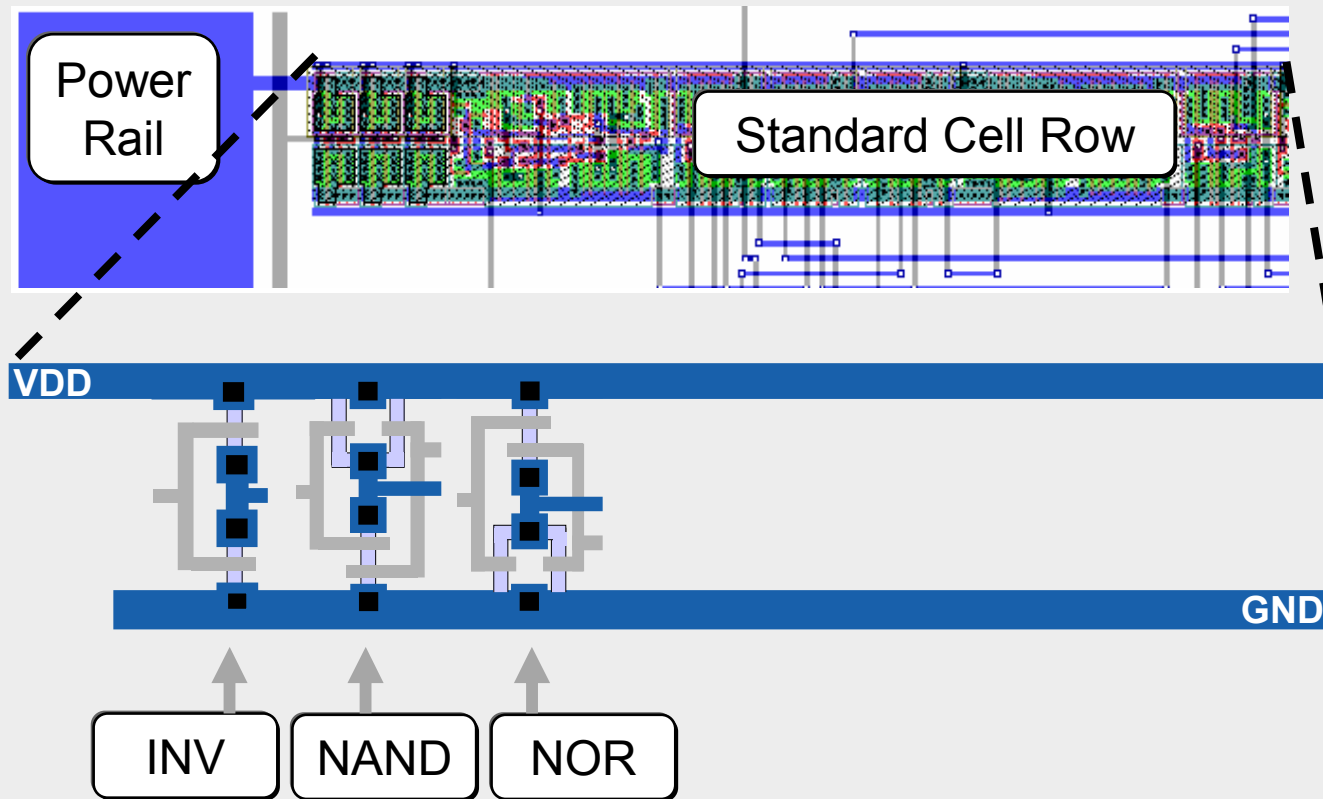 Power
Rail
Standard Cell Row
VDD
GND
INV
NAND
NOR